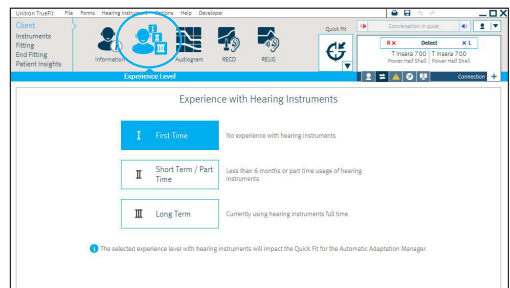 Unitron TrueFit File Forms Hearing Instrument Options Help Developer
Client
Instruments
Fitting
End Fitting
Patient Insights
Information
Audiogram
RECD
REUG
Quick Fit
Conversation in quiet
R X Detect X L
T Insera 700 T Insera 700
Power Half Shell Power Half Shell
Experience Level
Connection +
Experience with Hearing Instruments
I First Time No experience with hearing instruments
II Short Term / Part Time Less than 6 months or part time usage of hearing instruments
III Long Term Currently using hearing instruments full time
i The selected experience level with hearing instruments will impact the Quick Fit for the Automatic Adaptation Manager.